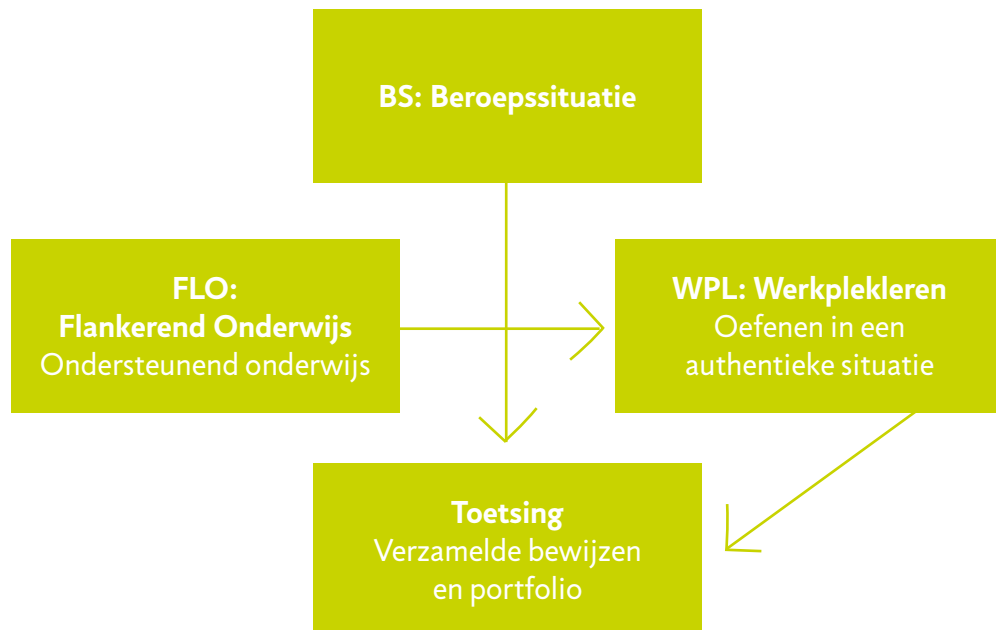 BS: Beroepssituatie
FLO:
Flankerend Onderwijs
Ondersteunend onderwijs
WPL: Werkplekleren
Oefenen in een
authentieke situatie
Toetsing
Verzamelde bewijzen
en portfolio